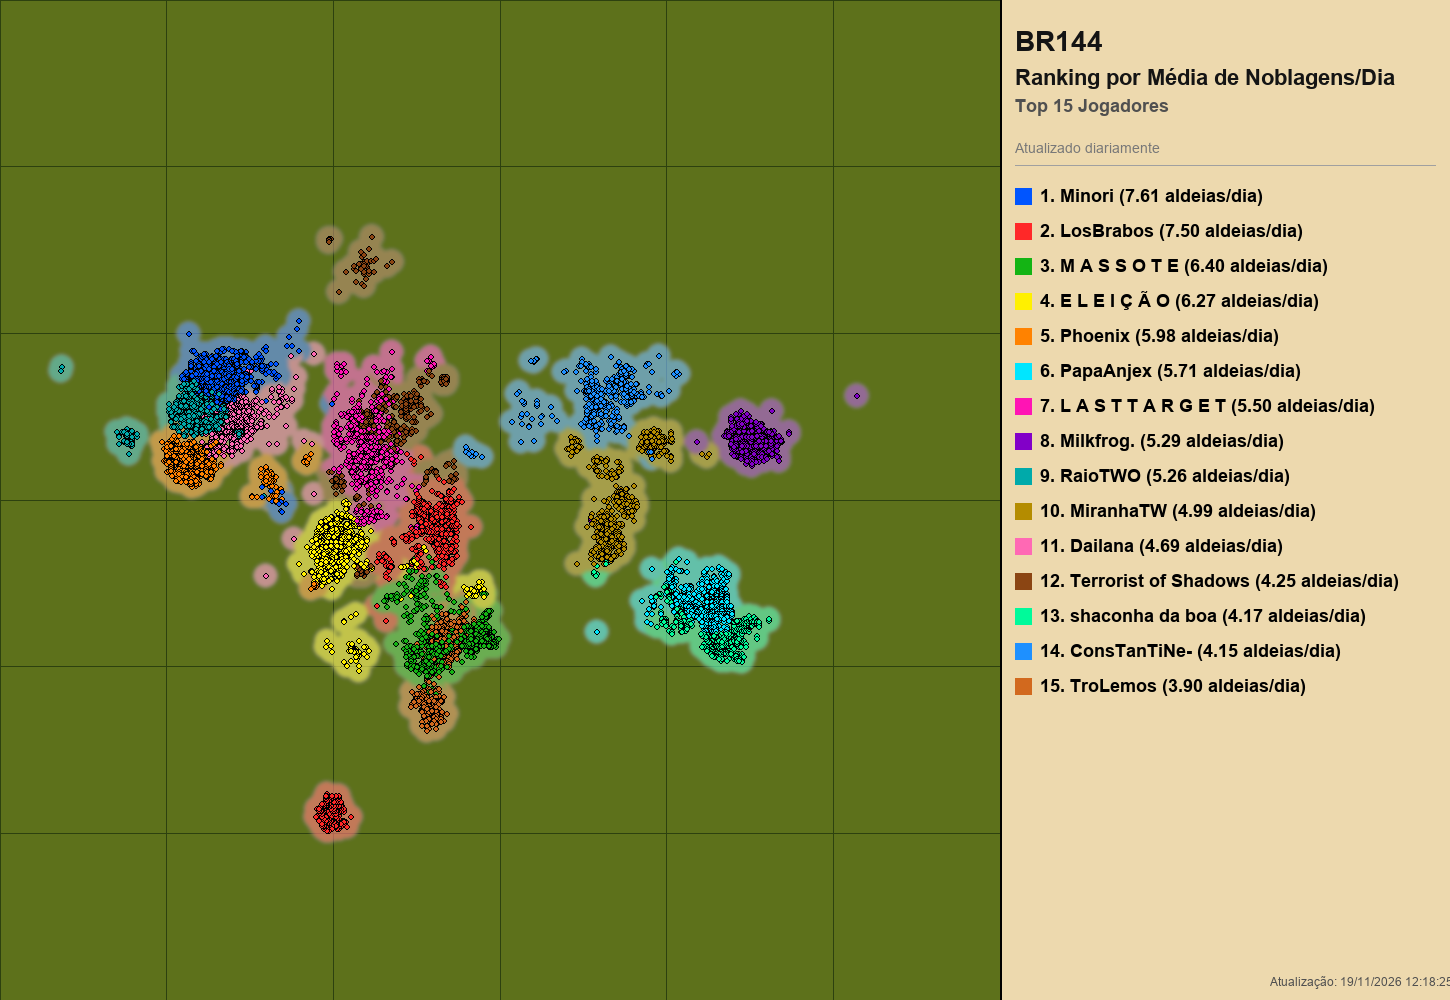 BR144
Ranking por Média de Noblagens/Dia
Top 15 Jogadores
Atualizado diariamente
1. Minori (7.61 aldeias/dia)
2. LosBrabos (7.50 aldeias/dia)
3. M A S S O T E (6.40 aldeias/dia)
4. E L E I Ç Ã O (6.27 aldeias/dia)
5. Phoenix (5.98 aldeias/dia)
6. PapaAnjex (5.71 aldeias/dia)
7. L A S T T A R G E T (5.50 aldeias/dia)
8. Milkfrog. (5.29 aldeias/dia)
9. RaioTWO (5.26 aldeias/dia)
10. MiranhaTW (4.99 aldeias/dia)
11. Dailana (4.69 aldeias/dia)
12. Terrorist of Shadows (4.25 aldeias/dia)
13. shaconha da boa (4.17 aldeias/dia)
14. ConsTanTiNe- (4.15 aldeias/dia)
15. TroLemos (3.90 aldeias/dia)
Atualização: 19/11/2026 12:18:25